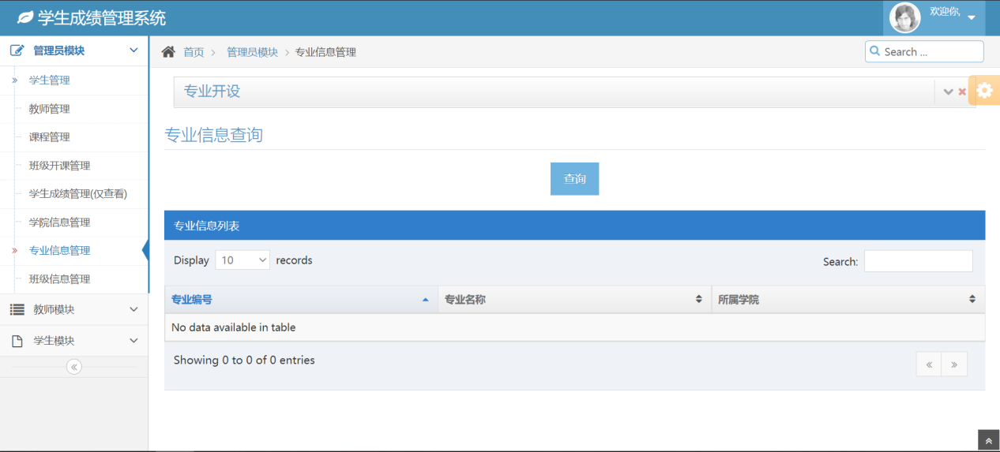 学生成绩管理系统
欢迎你,
管理员模块
学生管理
教师管理
课程管理
班级开课管理
学生成绩管理(仅查看)
学院信息管理
专业信息管理
班级信息管理
教师模块
学生模块
首页 > 管理员模块 > 专业信息管理
Search ...
专业开设
专业信息查询
查询
专业信息列表
Display 10 records
Search:
专业编号 专业名称 所属学院
No data available in table
Showing 0 to 0 of 0 entries
« »